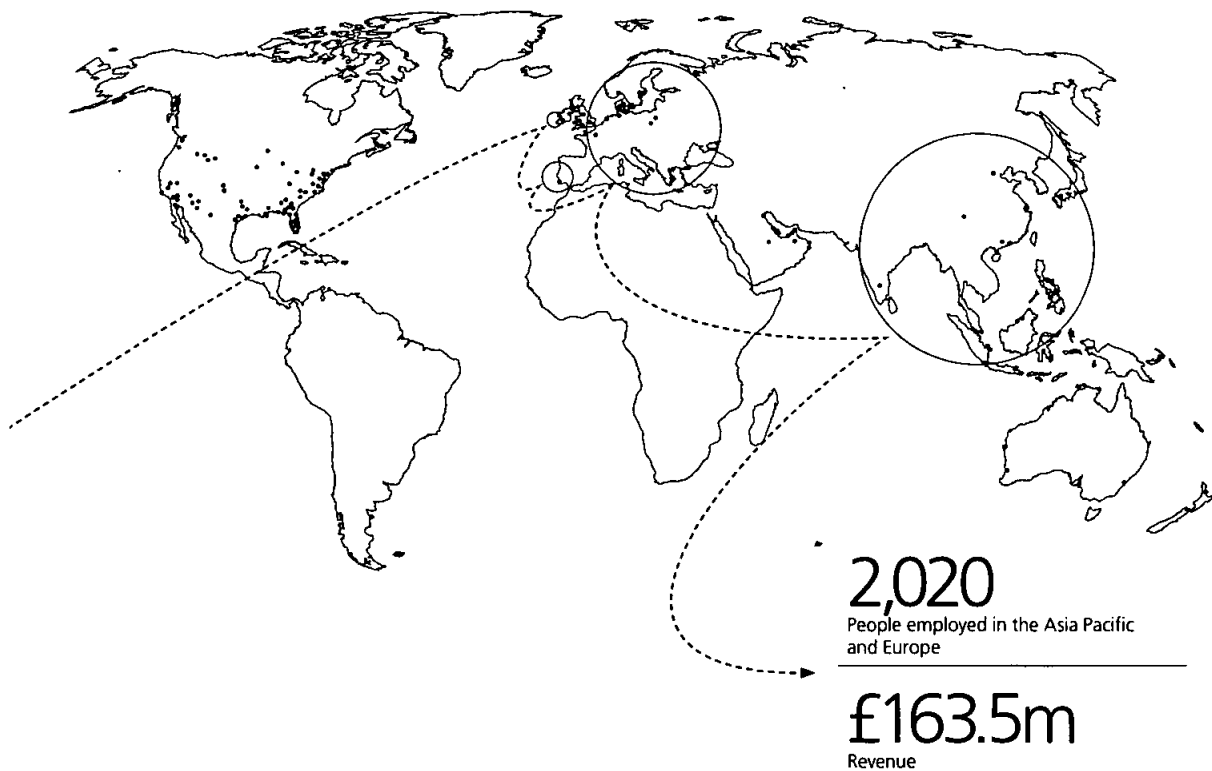 2,020
People employed in the Asia Pacific
and Europe
£163.5m
Revenue